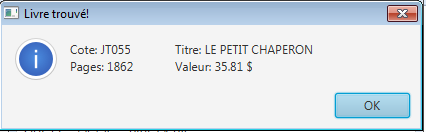 Livre trouvé!
Cote: JT055 Titre: LE PETIT CHAPERON
Pages: 1862 Valeur: 35.81 $
OK